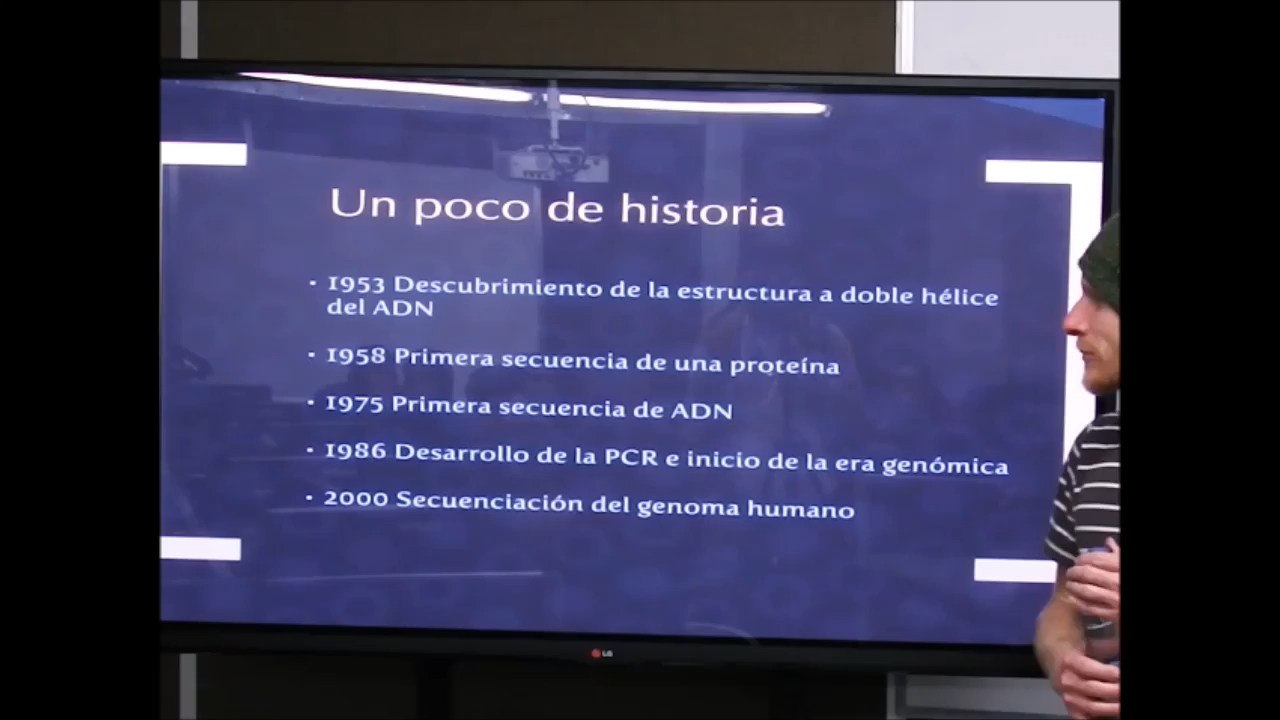 Un poco de historia
· 1953 Descubrimiento de la estructura a doble hélice
del ADN
· 1958 Primera secuencia de una proteína
· 1975 Primera secuencia de ADN
· 1986 Desarrollo de la PCR e inicio de la era genómica
· 2000 Secuenciación del genoma humano
LG